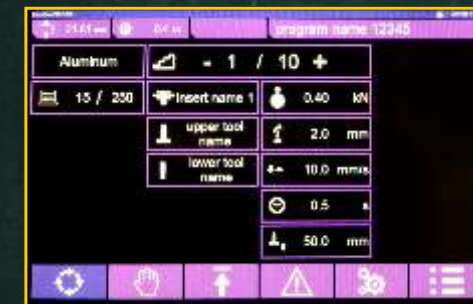 program name 12345
Aluminum - 1 / 10 +
15 / 250 Insert name 1 0.40 kN
upper tool name 2.0 mm
lower tool name 10.0 mm/s
0.5 s
50.0 mm